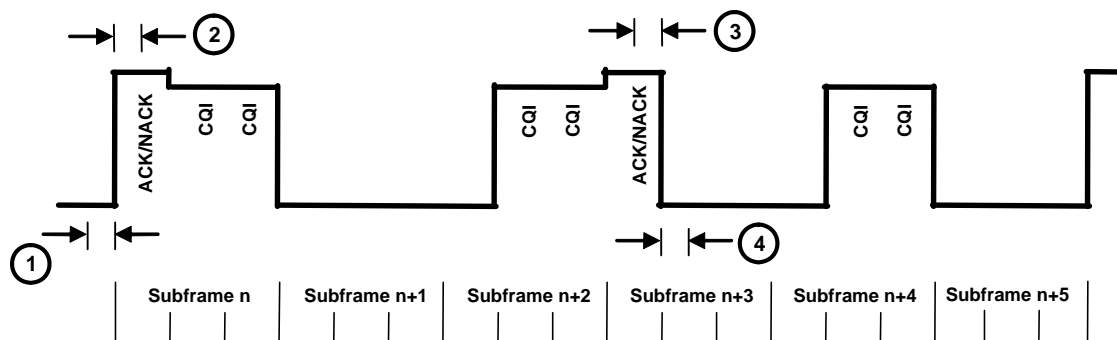 2
3
ACK/NACK
CQI
CQI
CQI
CQI
ACK/NACK
CQI
CQI
1
4
Subframe n
Subframe n+1
Subframe n+2
Subframe n+3
Subframe n+4
Subframe n+5